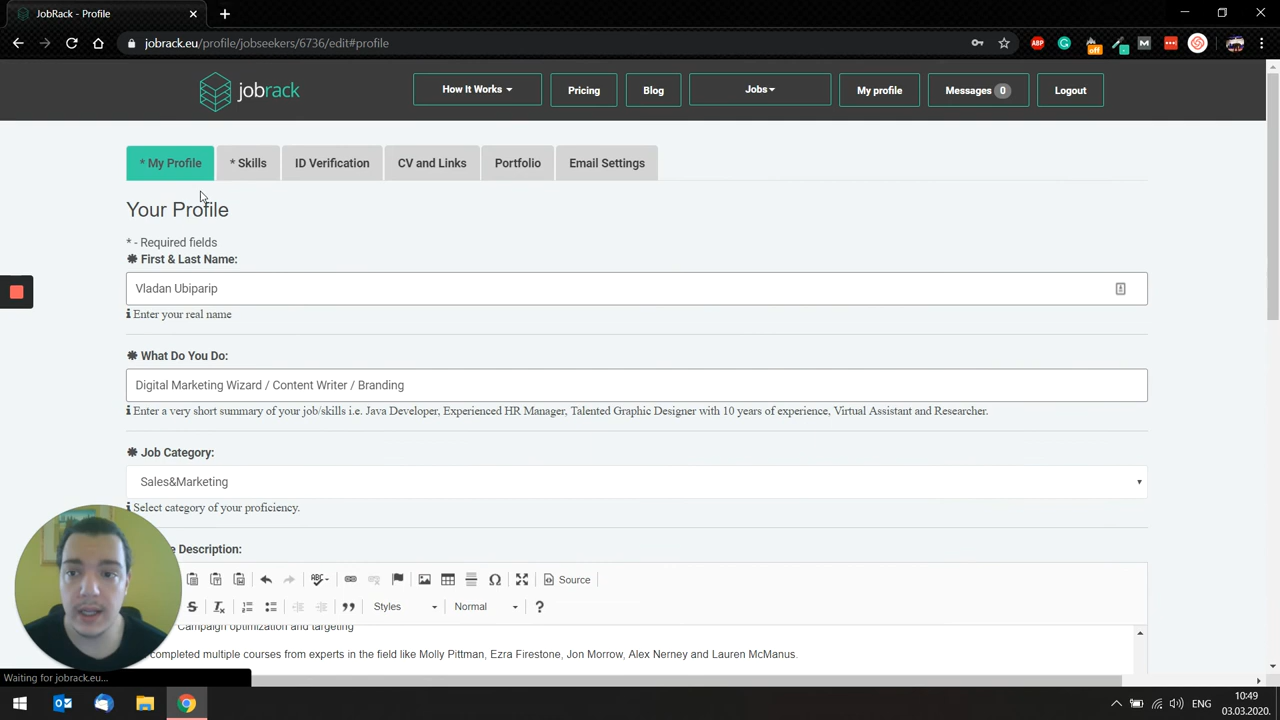 JobRack - Profile
jobrack.eu/profile/jobseekers/6736/edit#profile
ABP
off
M
jobrack
How It Works
Pricing
Blog
Jobs
My profile
Messages 0
Logout
* My Profile
* Skills
ID Verification
CV and Links
Portfolio
Email Settings
Your Profile
* - Required fields
First & Last Name:
Vladan Ubiparip
Enter your real name
What Do You Do:
Digital Marketing Wizard / Content Writer / Branding
Enter a very short summary of your job/skills i.e. Java Developer, Experienced HR Manager, Talented Graphic Designer with 10 years of experience, Virtual Assistant and Researcher.
Job Category:
Sales&Marketing
Select category of your proficiency.
Description:
ABC
Source
S
Styles
Normal
?
Campaign optimization and targeting
completed multiple courses from experts in the field like Molly Pittman, Ezra Firestone, Jon Morrow, Alex Nerney and Lauren McManus.
Waiting for jobrack.eu...
ENG
10:49
03.03.2020.